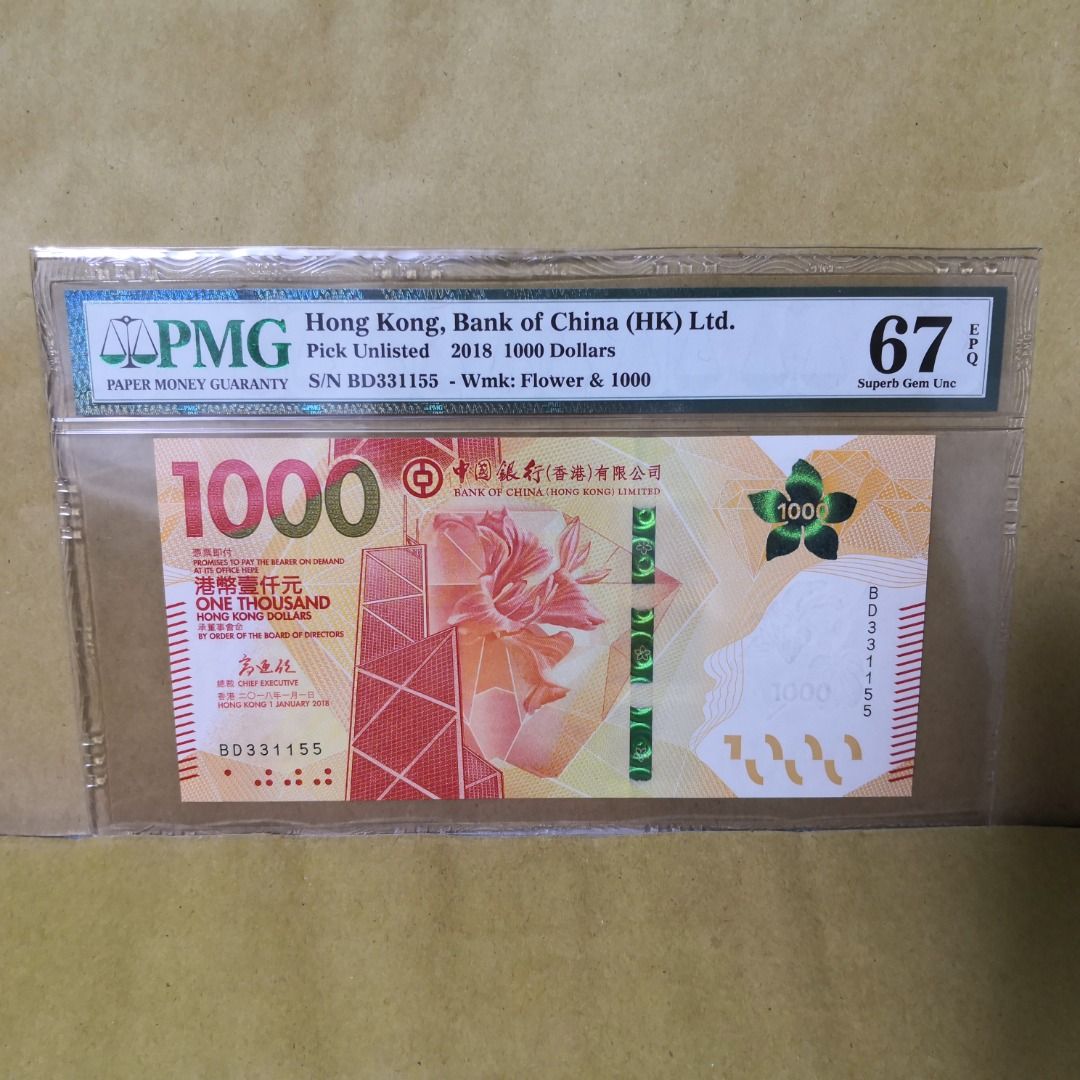 PMG
PAPER MONEY GUARANTY
Hong Kong, Bank of China (HK) Ltd.
Pick Unlisted 2018 1000 Dollars
S/N BD331155 - Wmk: Flower & 1000
67
EPQ
Superb Gem Unc
1000
中国银行(香港)有限公司
BANK OF CHINA (HONG KONG) LIMITED
1000
憑票即付
PROMISES TO PAY THE BEARER ON DEMAND
AT ITS OFFICE HERE
港幣壹仟元
ONE THOUSAND
HONG KONG DOLLARS
承董事會命
BY ORDER OF THE BOARD OF DIRECTORS
總裁 CHIEF EXECUTIVE
香港 二〇一八年一月一日
HONG KONG 1 JANUARY 2018
BD331155
BD331155
1000
1000